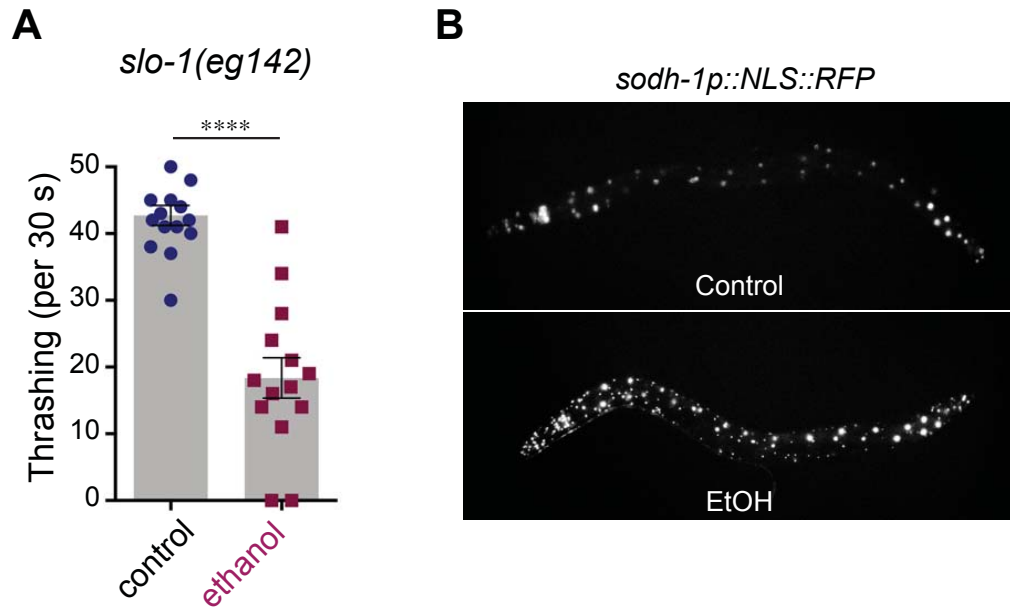 A
slo-1(eg142)
****
Thrashing (per 30 s)
50
40
30
20
10
0
control
ethanol
B
sodh-1p::NLS::RFP
Control
EtOH